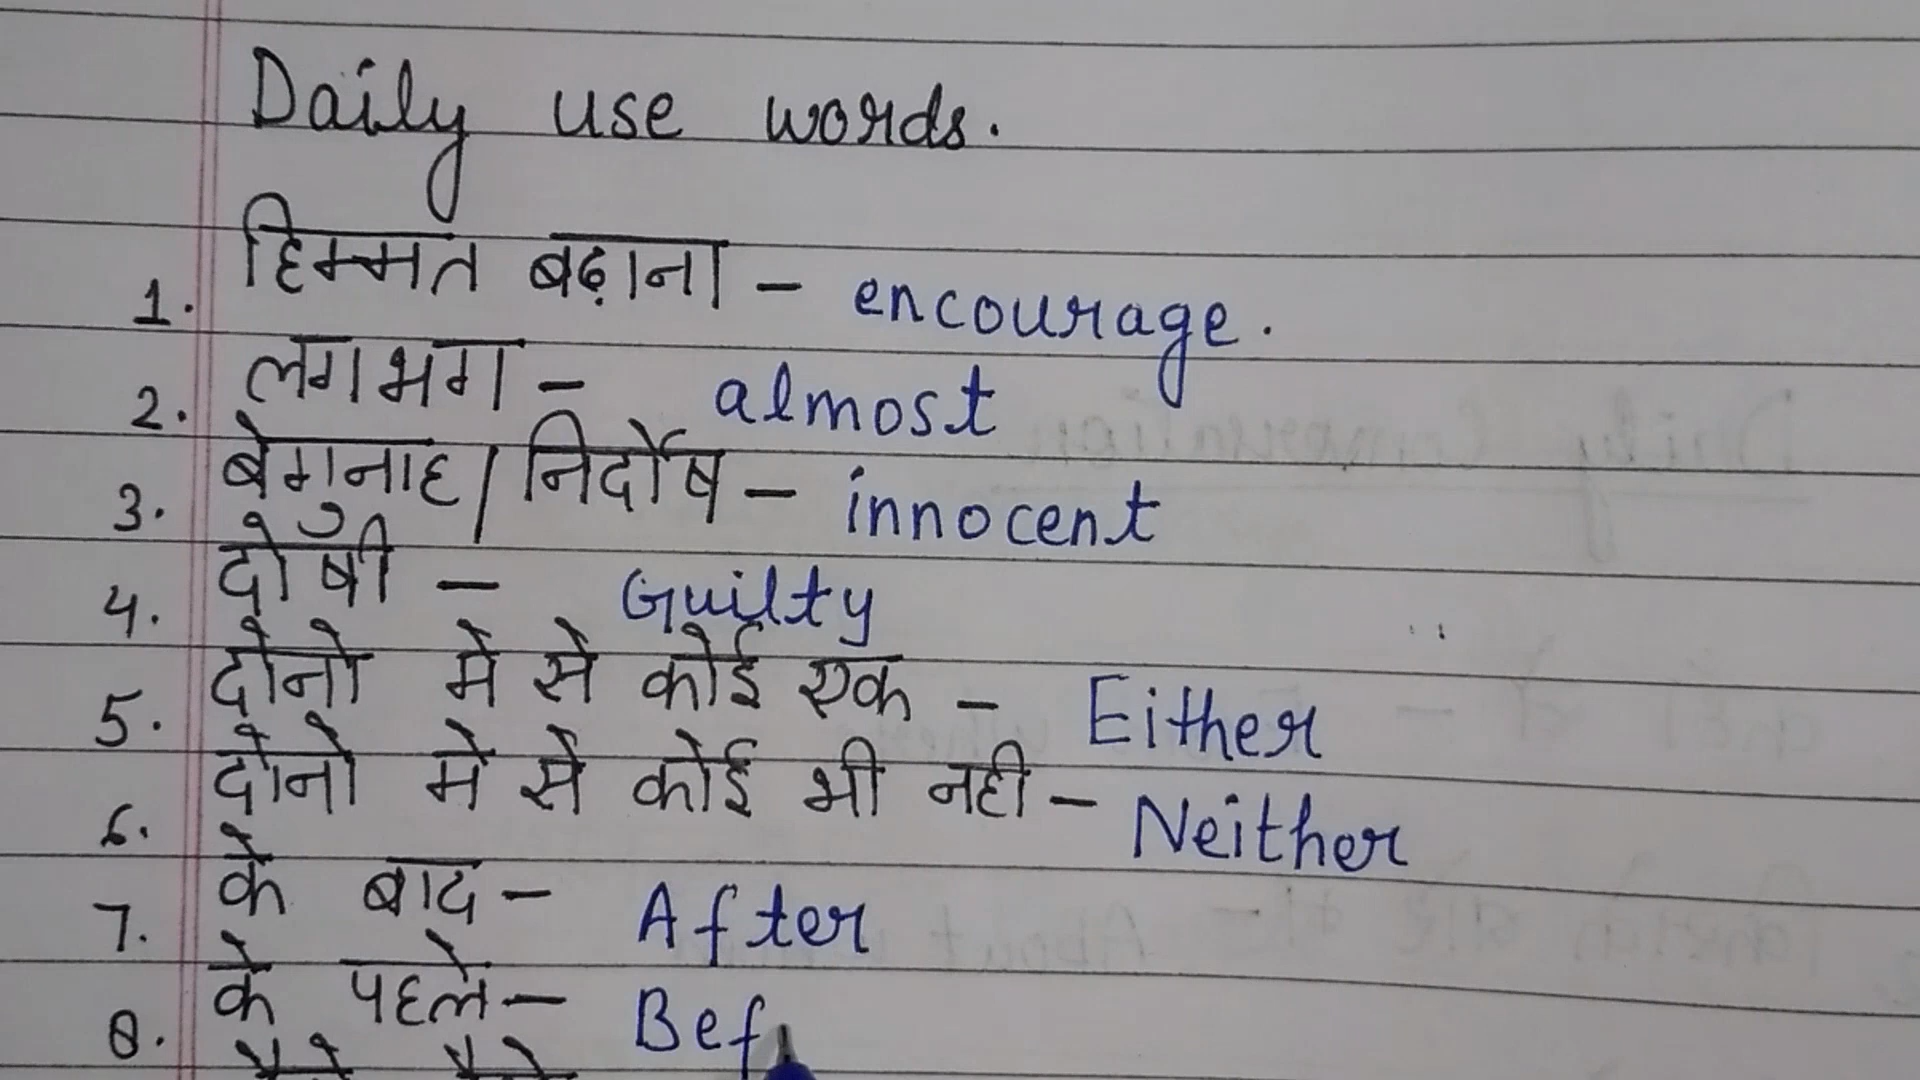 Daily use words.
1. हिम्मत बढ़ाना - encourage.
2. लगभग - almost
3. बेगुनाह / निर्दोष - innocent
4. दोषी - Guilty
5. दोनो मे से कोई एक - Either
6. दोनो मे से कोई भी नही - Neither
7. के बाद - After
8. के पहले - Bef